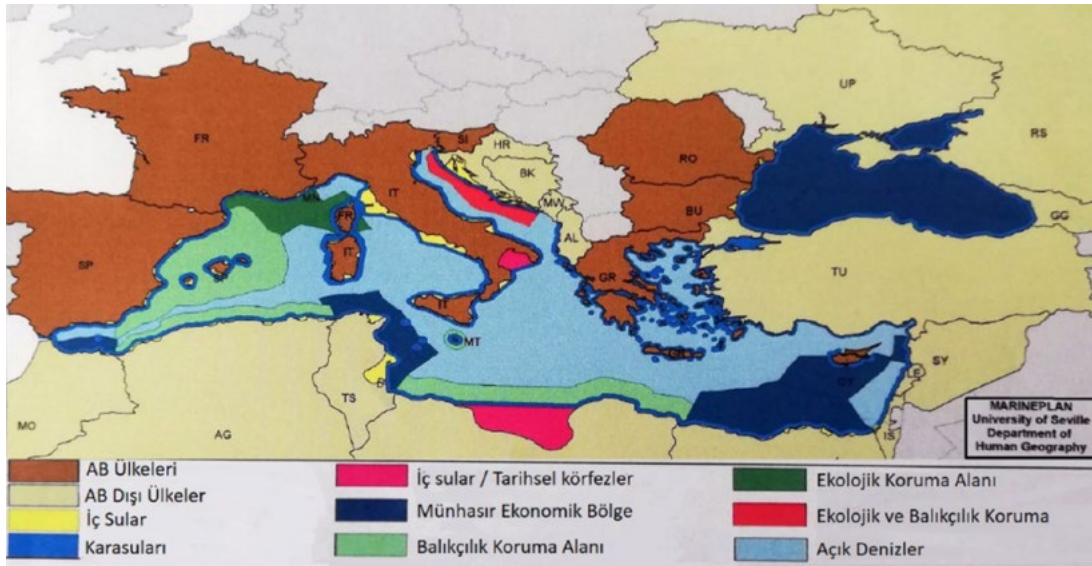 UP
FR
RS
SI
HR
RO
BK
IT
MN
MW
BU
FR
GG
AL
SP
IT
GR
TU
IT
MT
CY
SY
LE
TS
IS
MO
AG
MARINEPLAN
University of Seville
Department of
Human Geography
AB Ülkeleri
AB Dışı Ülkeler
İç Sular
Karasuları
İç sular / Tarihsel körfezler
Münhasır Ekonomik Bölge
Balıkçılık Koruma Alanı
Ekolojik Koruma Alanı
Ekolojik ve Balıkçılık Koruma
Açık Denizler